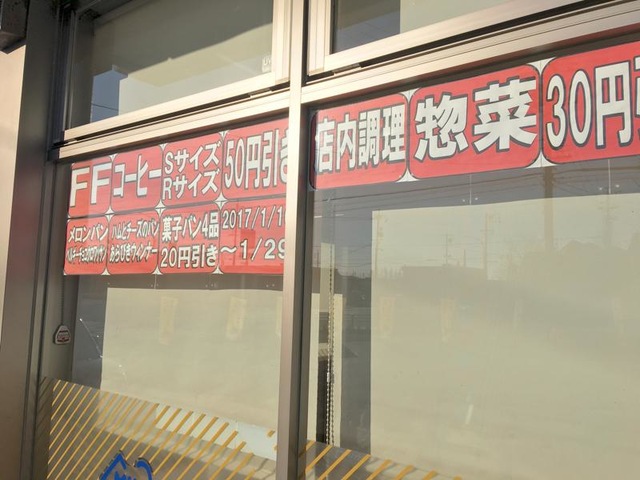 FF コーヒー Sサイズ Rサイズ 50円引き
メロンパン ハムとチーズのパン 菓子パン4品 2017/1/1
あらびきウィンナー 20円引き ～1/29
店内調理 惣菜 30円